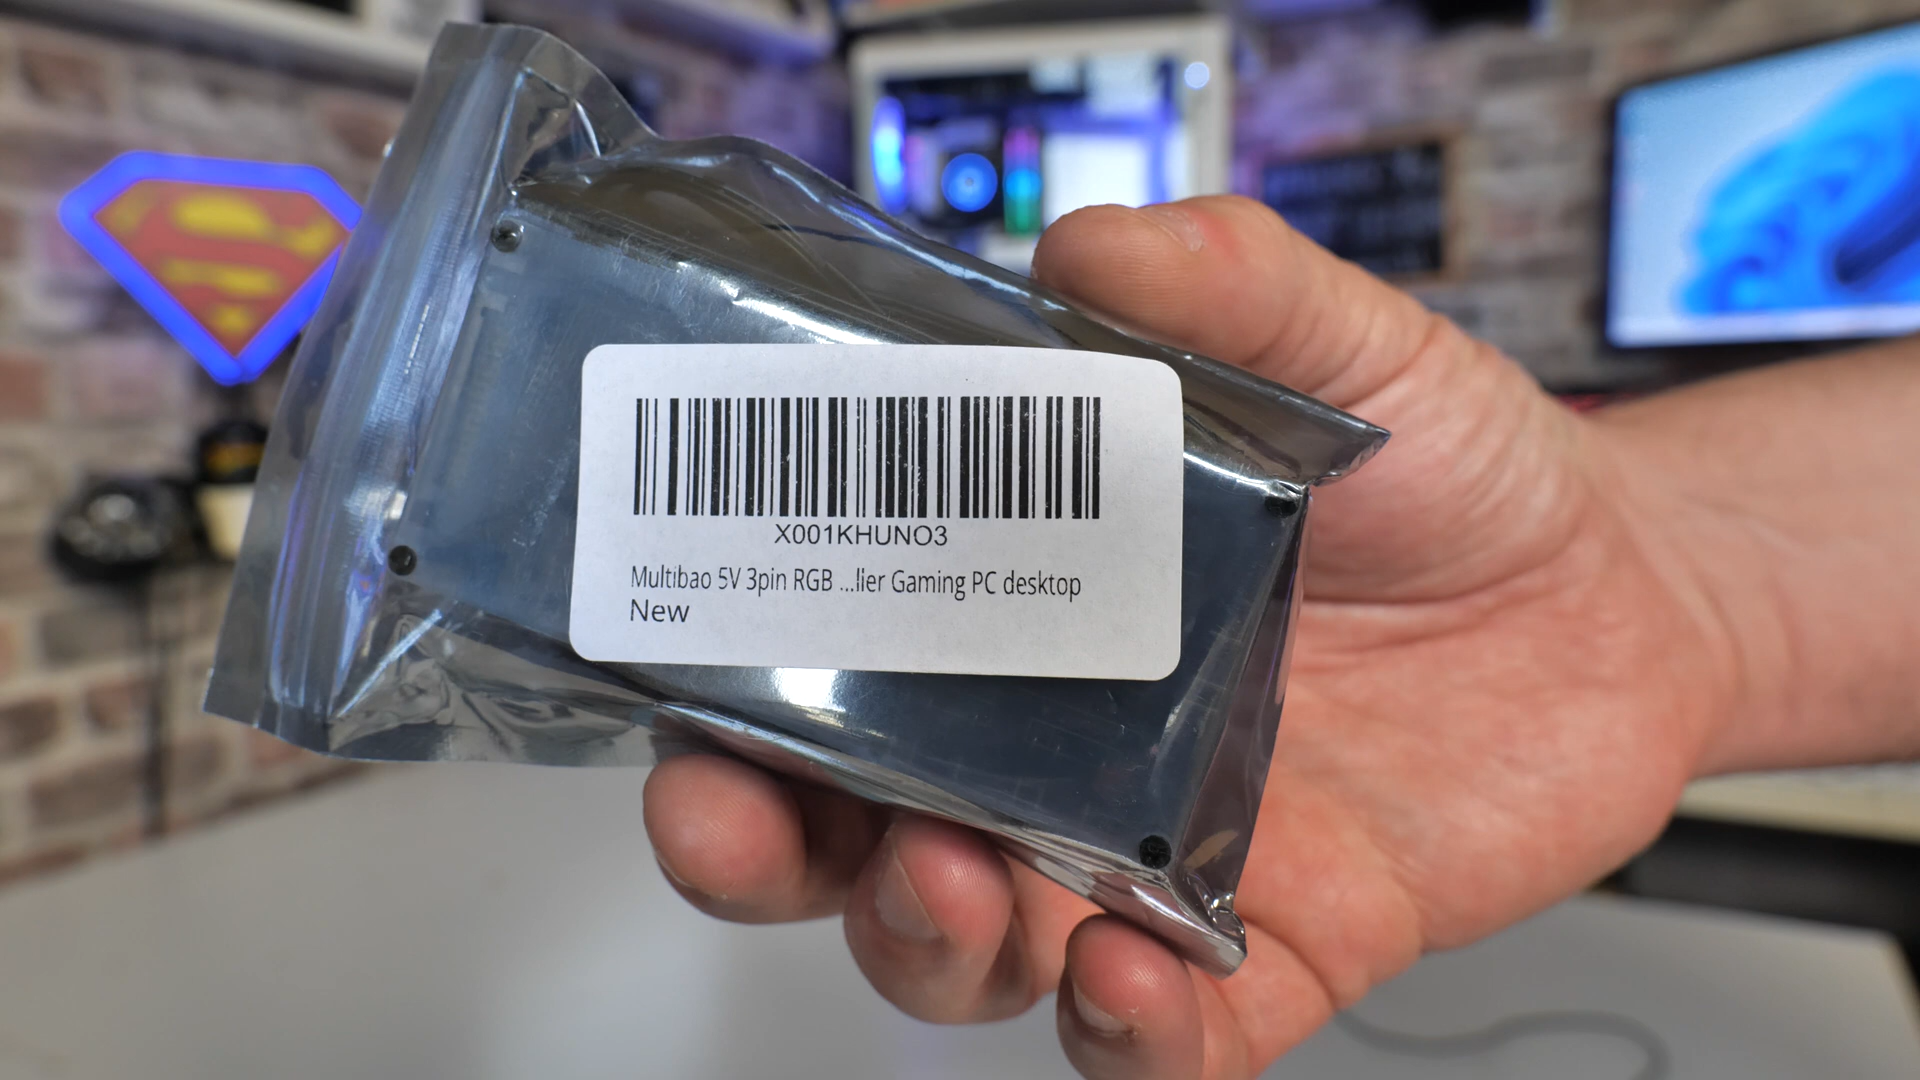 X001KHUNO3
Multibao 5V 3pin RGB ...lier Gaming PC desktop
New